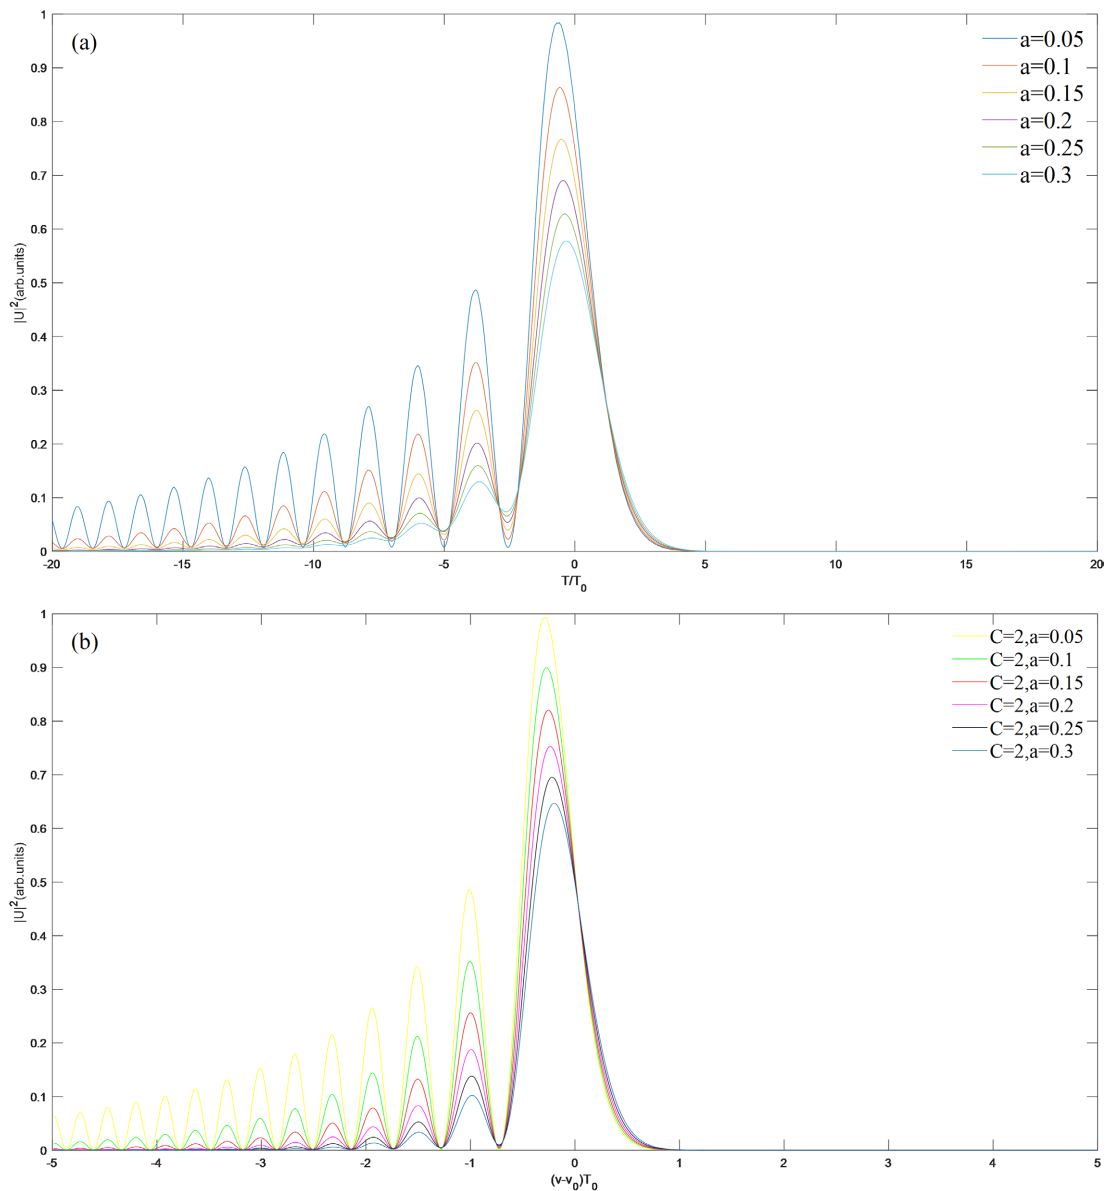 (a)
a=0.05
a=0.1
a=0.15
a=0.2
a=0.25
a=0.3
1
0.9
0.8
0.7
0.6
0.5
0.4
0.3
0.2
0.1
0
|U|²(arb.units)
-20 -15 -10 -5 0 5 10 15 20
T/T₀
(b)
C=2,a=0.05
C=2,a=0.1
C=2,a=0.15
C=2,a=0.2
C=2,a=0.25
C=2,a=0.3
1
0.9
0.8
0.7
0.6
0.5
0.4
0.3
0.2
0.1
0
|U|²(arb.units)
-5 -4 -3 -2 -1 0 1 2 3 4 5
(v-v₀)T₀